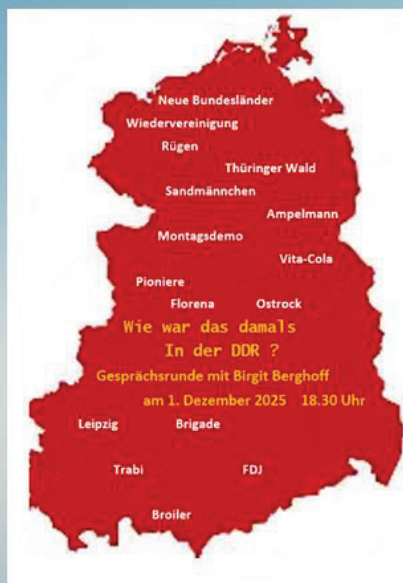 Neue Bundesländer
Wiedervereinigung
Rügen
Thüringer Wald
Sandmännchen
Ampelmann
Montagsdemo
Vita-Cola
Pioniere
Florena Ostrock
Wie war das damals
In der DDR ?
Gesprächsrunde mit Birgit Berghoff
am 1. Dezember 2025 18.30 Uhr
Leipzig Brigade
Trabi FDJ
Broiler